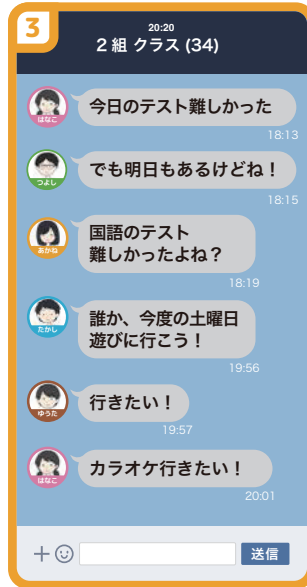 3
20:20
2組 クラス (34)
はなこ
今日のテスト難しかった
18:13
つよし
でも明日もあるけどね！
18:15
あかね
国語のテスト
難しかったよね？
18:19
たかし
誰か、今度の土曜日
遊びに行こう！
19:56
ゆうた
行きたい！
19:57
はなこ
カラオケ行きたい！
20:01
送信